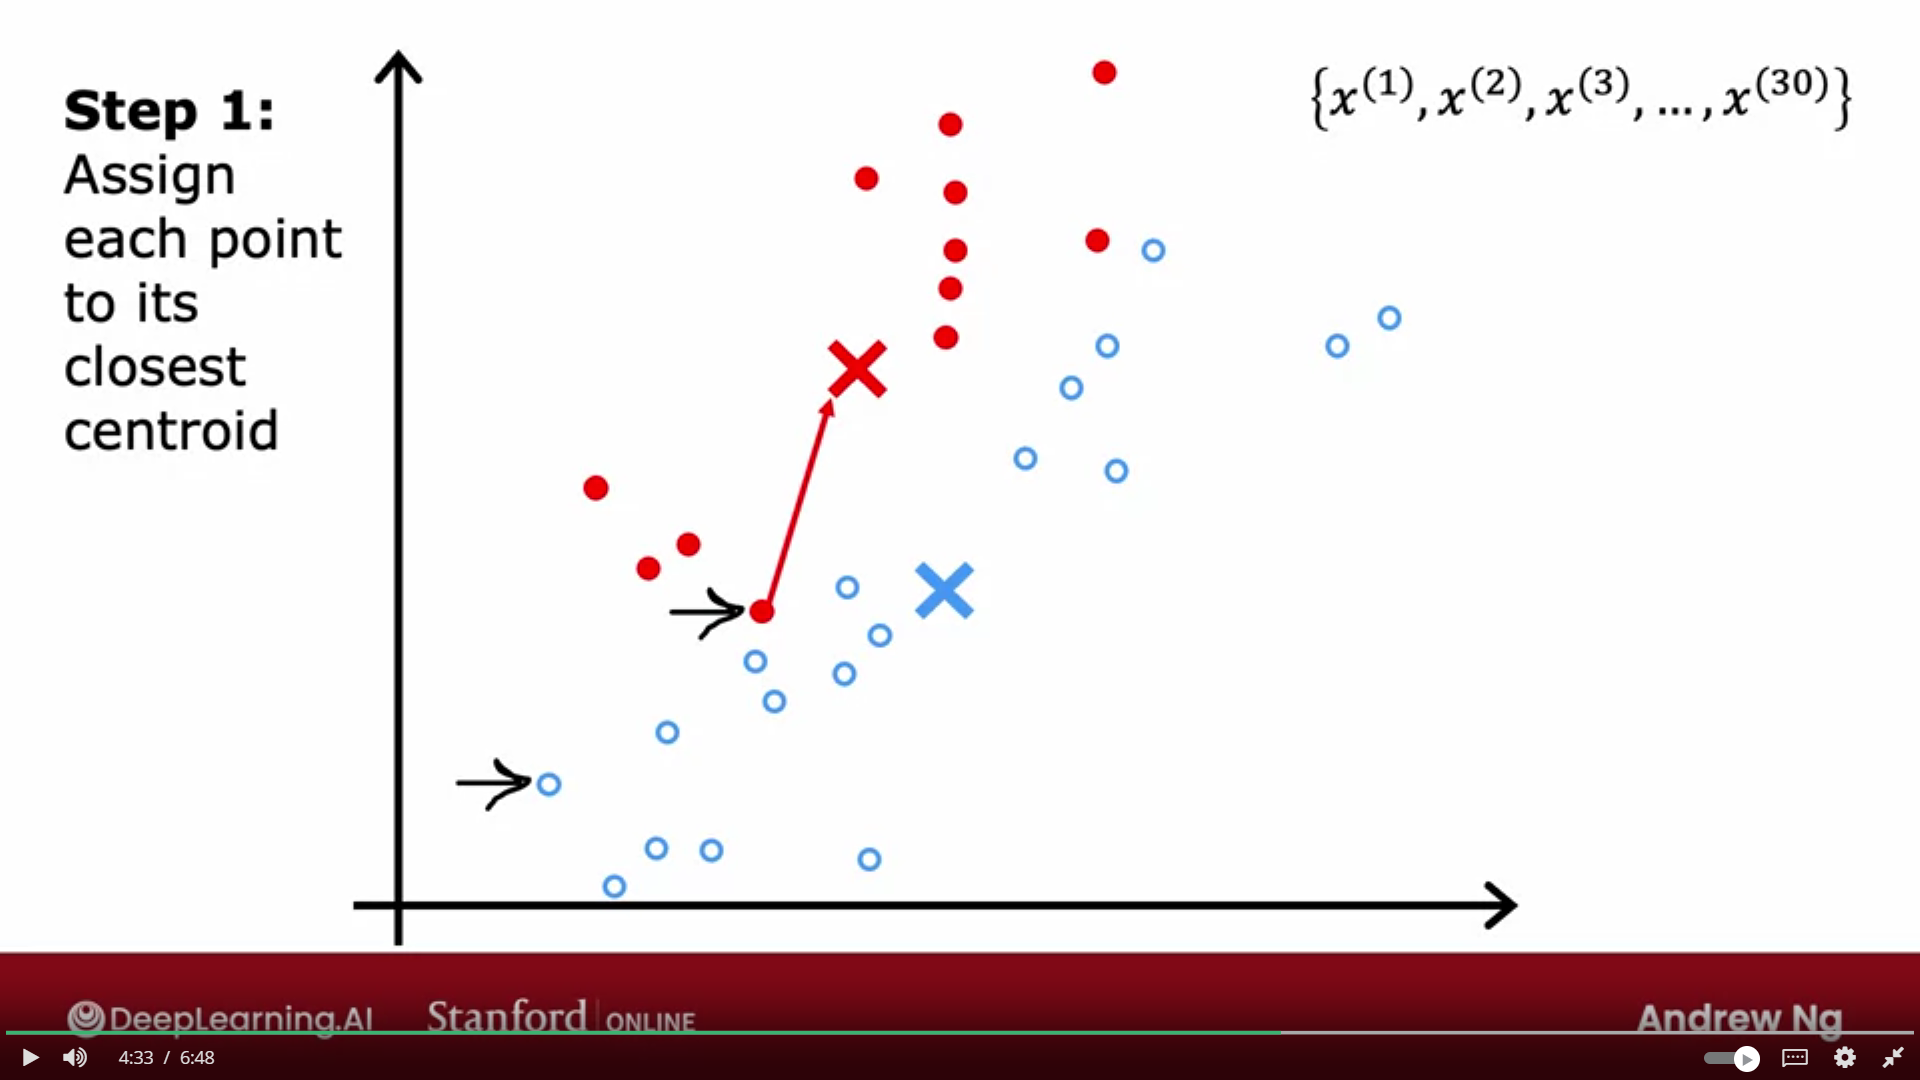 Step 1:
Assign
each point
to its
closest
centroid
{x^(1), x^(2), x^(3), ..., x^(30)}
DeepLearning.AI
Stanford ONLINE
Andrew Ng
4:33 / 6:48